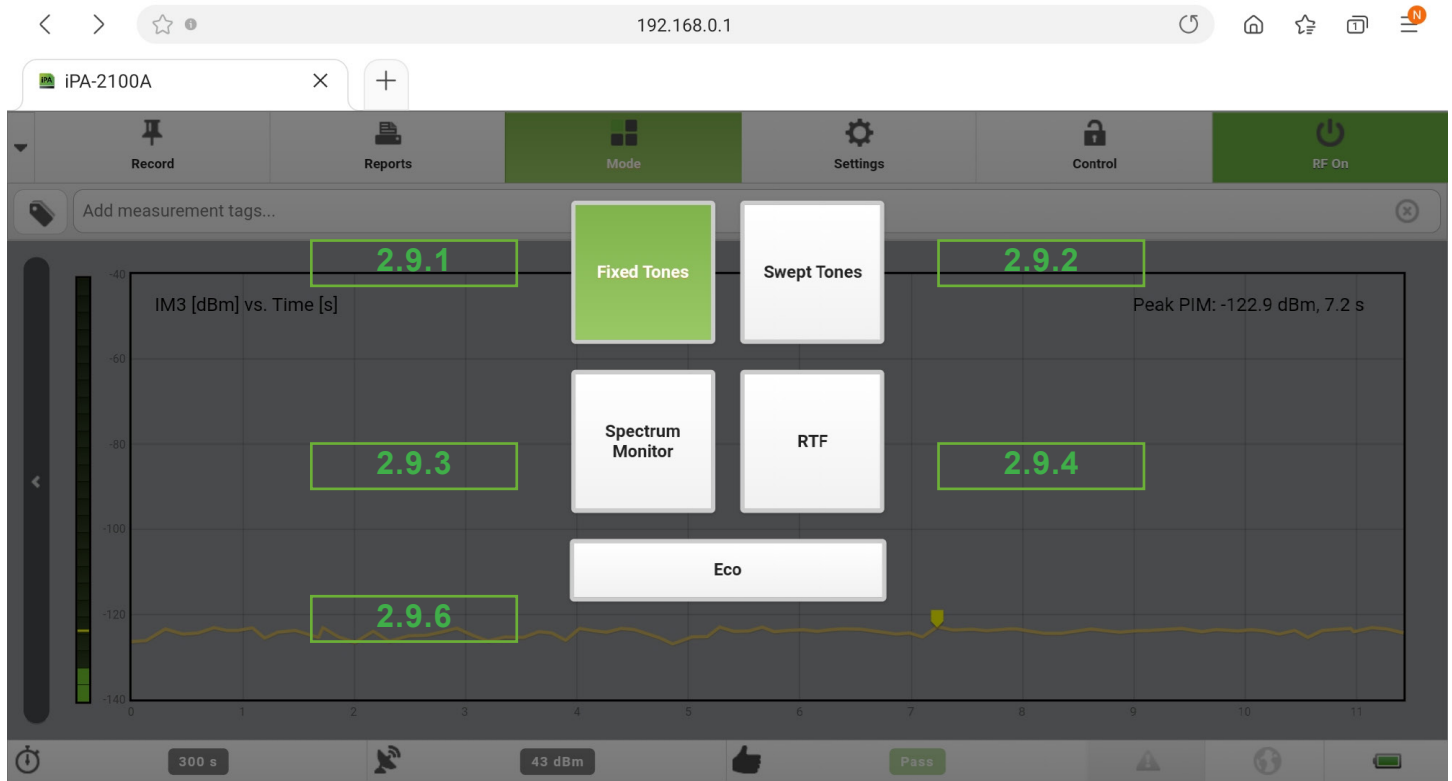 192.168.0.1
1
N
iPA
iPA-2100A
Record
Reports
Mode
Settings
Control
RF On
Add measurement tags...
2.9.1
Fixed Tones
Swept Tones
2.9.2
-40
IM3 [dBm] vs. Time [s]
Peak PIM: -122.9 dBm, 7.2 s
-60
Spectrum
Monitor
RTF
-80
2.9.3
2.9.4
-100
Eco
-120
2.9.6
-140
0 1 2 3 4 5 6 7 8 9 10 11
300 s
43 dBm
Pass